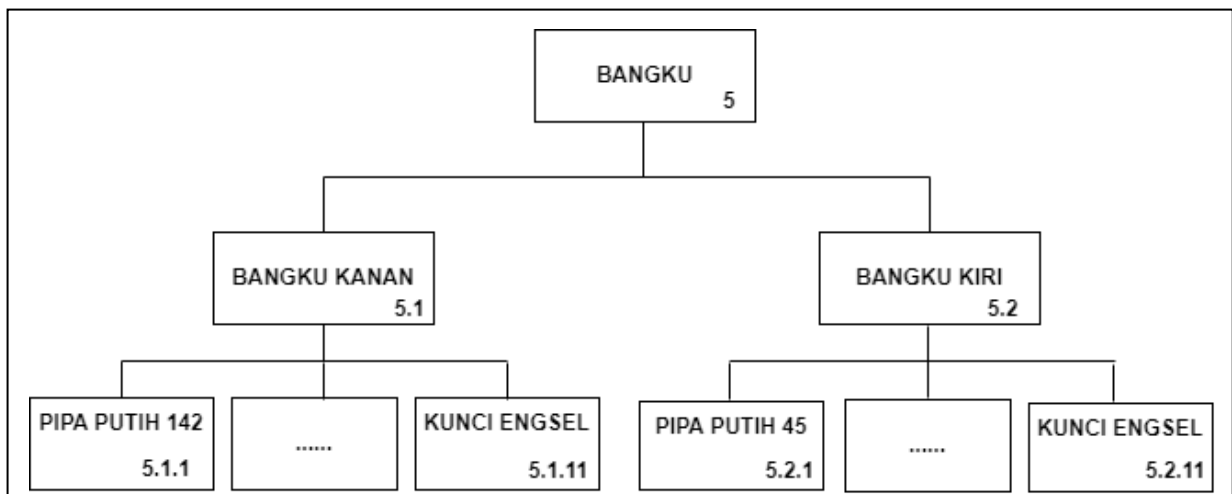 BANGKU
5
BANGKU KANAN
5.1
BANGKU KIRI
5.2
PIPA PUTIH 142
5.1.1
......
KUNCI ENGSEL
5.1.11
PIPA PUTIH 45
5.2.1
......
KUNCI ENGSEL
5.2.11